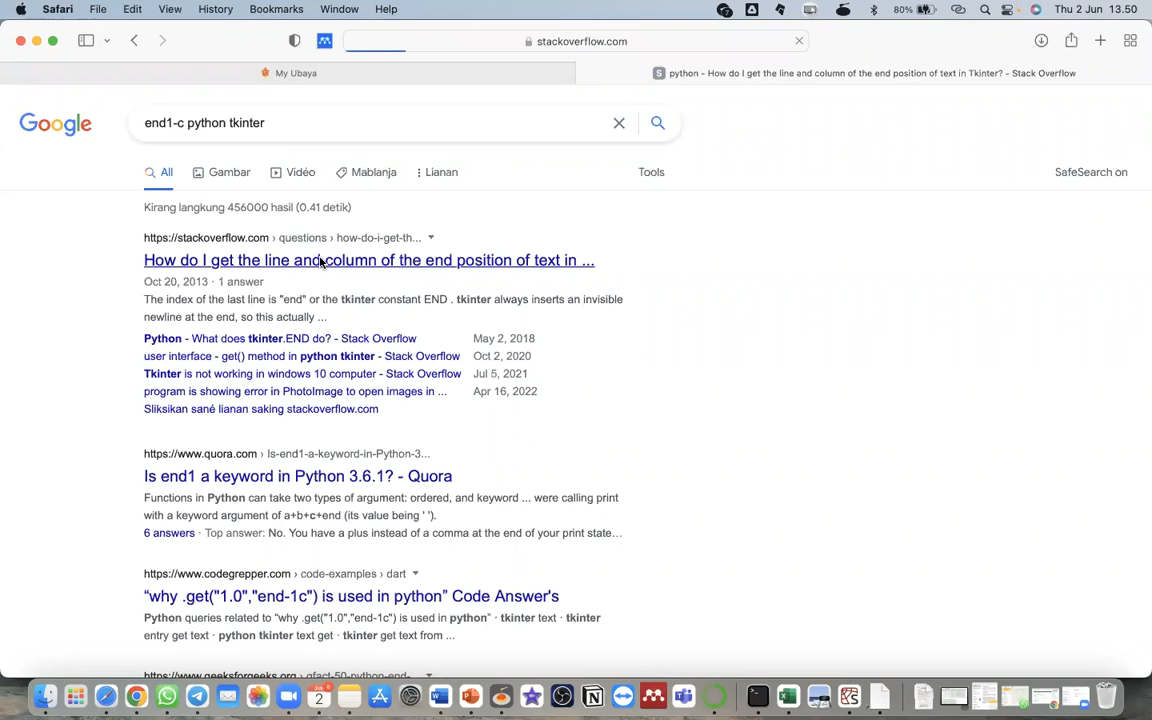 Safari File Edit View History Bookmarks Window Help 80% Thu 2 Jun 13.50
stackoverflow.com
My Ubaya
S python - How do I get the line and column of the end position of text in Tkinter? - Stack Overflow
Google
end1-c python tkinter
All Gambar Vidéo Mablanja Lianan Tools SafeSearch on
Kirang langkung 456000 hasil (0.41 detik)
https://stackoverflow.com › questions › how-do-i-get-th...
How do I get the line and column of the end position of text in ...
Oct 20, 2013 · 1 answer
The index of the last line is "end" or the tkinter constant END . tkinter always inserts an invisible
newline at the end, so this actually ...
Python - What does tkinter.END do? - Stack Overflow May 2, 2018
user interface - get() method in python tkinter - Stack Overflow Oct 2, 2020
Tkinter is not working in windows 10 computer - Stack Overflow Jul 5, 2021
program is showing error in PhotoImage to open images in ... Apr 16, 2022
Sliksikan sané lianan saking stackoverflow.com
https://www.quora.com › Is-end1-a-keyword-in-Python-3...
Is end1 a keyword in Python 3.6.1? - Quora
Functions in Python can take two types of argument: ordered, and keyword ... were calling print
with a keyword argument of a+b+c+end (its value being ' ').
6 answers · Top answer: No. You have a plus instead of a comma at the end of your print state...
https://www.codegrepper.com › code-examples › dart
“why .get("1.0","end-1c") is used in python” Code Answer's
Python queries related to “why .get("1.0","end-1c") is used in python” · tkinter text · tkinter
entry get text · python tkinter text get · tkinter get text from ...
https://www.geeksforgeeks.org › gfact-50-python-end-